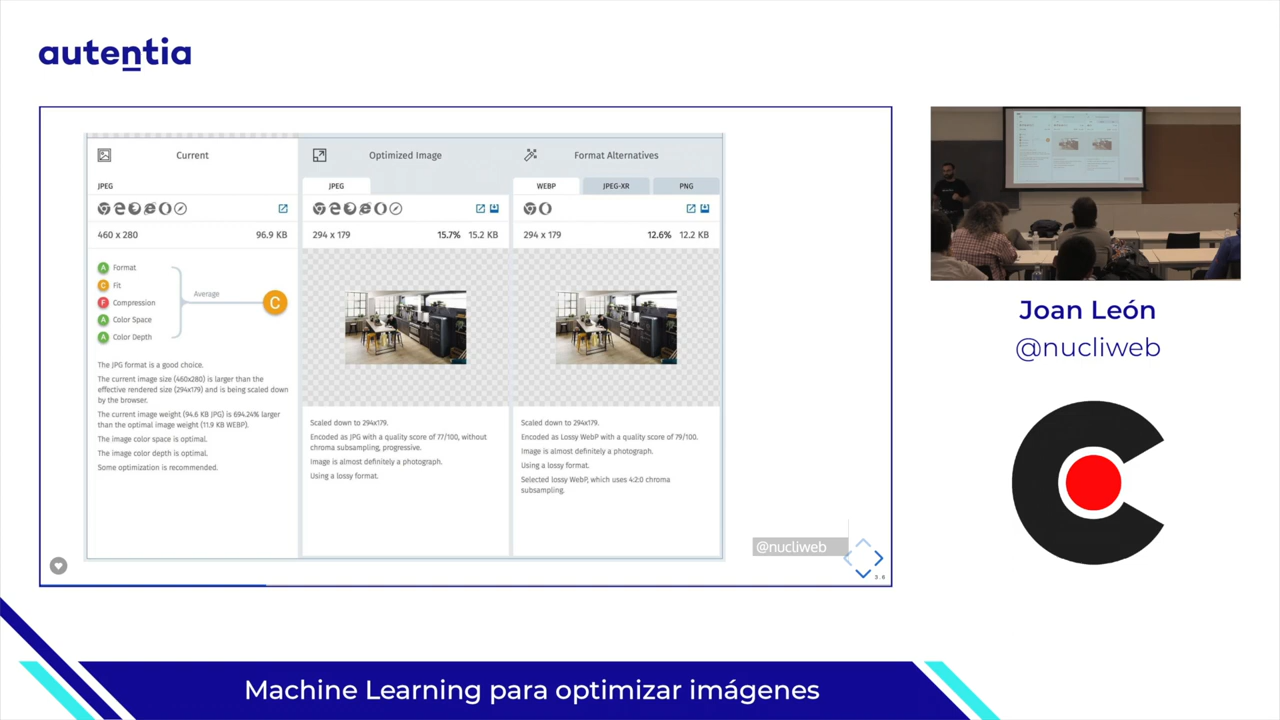 autentia
Current
JPEG
460 x 280 96.9 KB
A Format
C Fit
F Compression
A Color Space
A Color Depth
Average
C
The JPG format is a good choice.
The current image size (460x280) is larger than the
effective rendered size (294x179) and is being scaled down
by the browser.
The current image weight (94.6 KB JPG) is 694.24% larger
than the optimal image weight (11.9 KB WEBP).
The image color space is optimal.
The image color depth is optimal.
Some optimization is recommended.
Optimized Image
JPEG
294 x 179 15.7% 15.2 KB
Scaled down to 294x179.
Encoded as JPG with a quality score of 77/100, without
chroma subsampling, progressive.
Image is almost definitely a photograph.
Using a lossy format.
Format Alternatives
WEBP JPEG-XR PNG
294 x 179 12.6% 12.2 KB
Scaled down to 294x179.
Encoded as Lossy WebP with a quality score of 79/100.
Image is almost definitely a photograph.
Using a lossy format.
Selected lossy WebP, which uses 4:2:0 chroma
subsampling.
@nucliweb
3.6
Joan León
@nucliweb
Machine Learning para optimizar imágenes